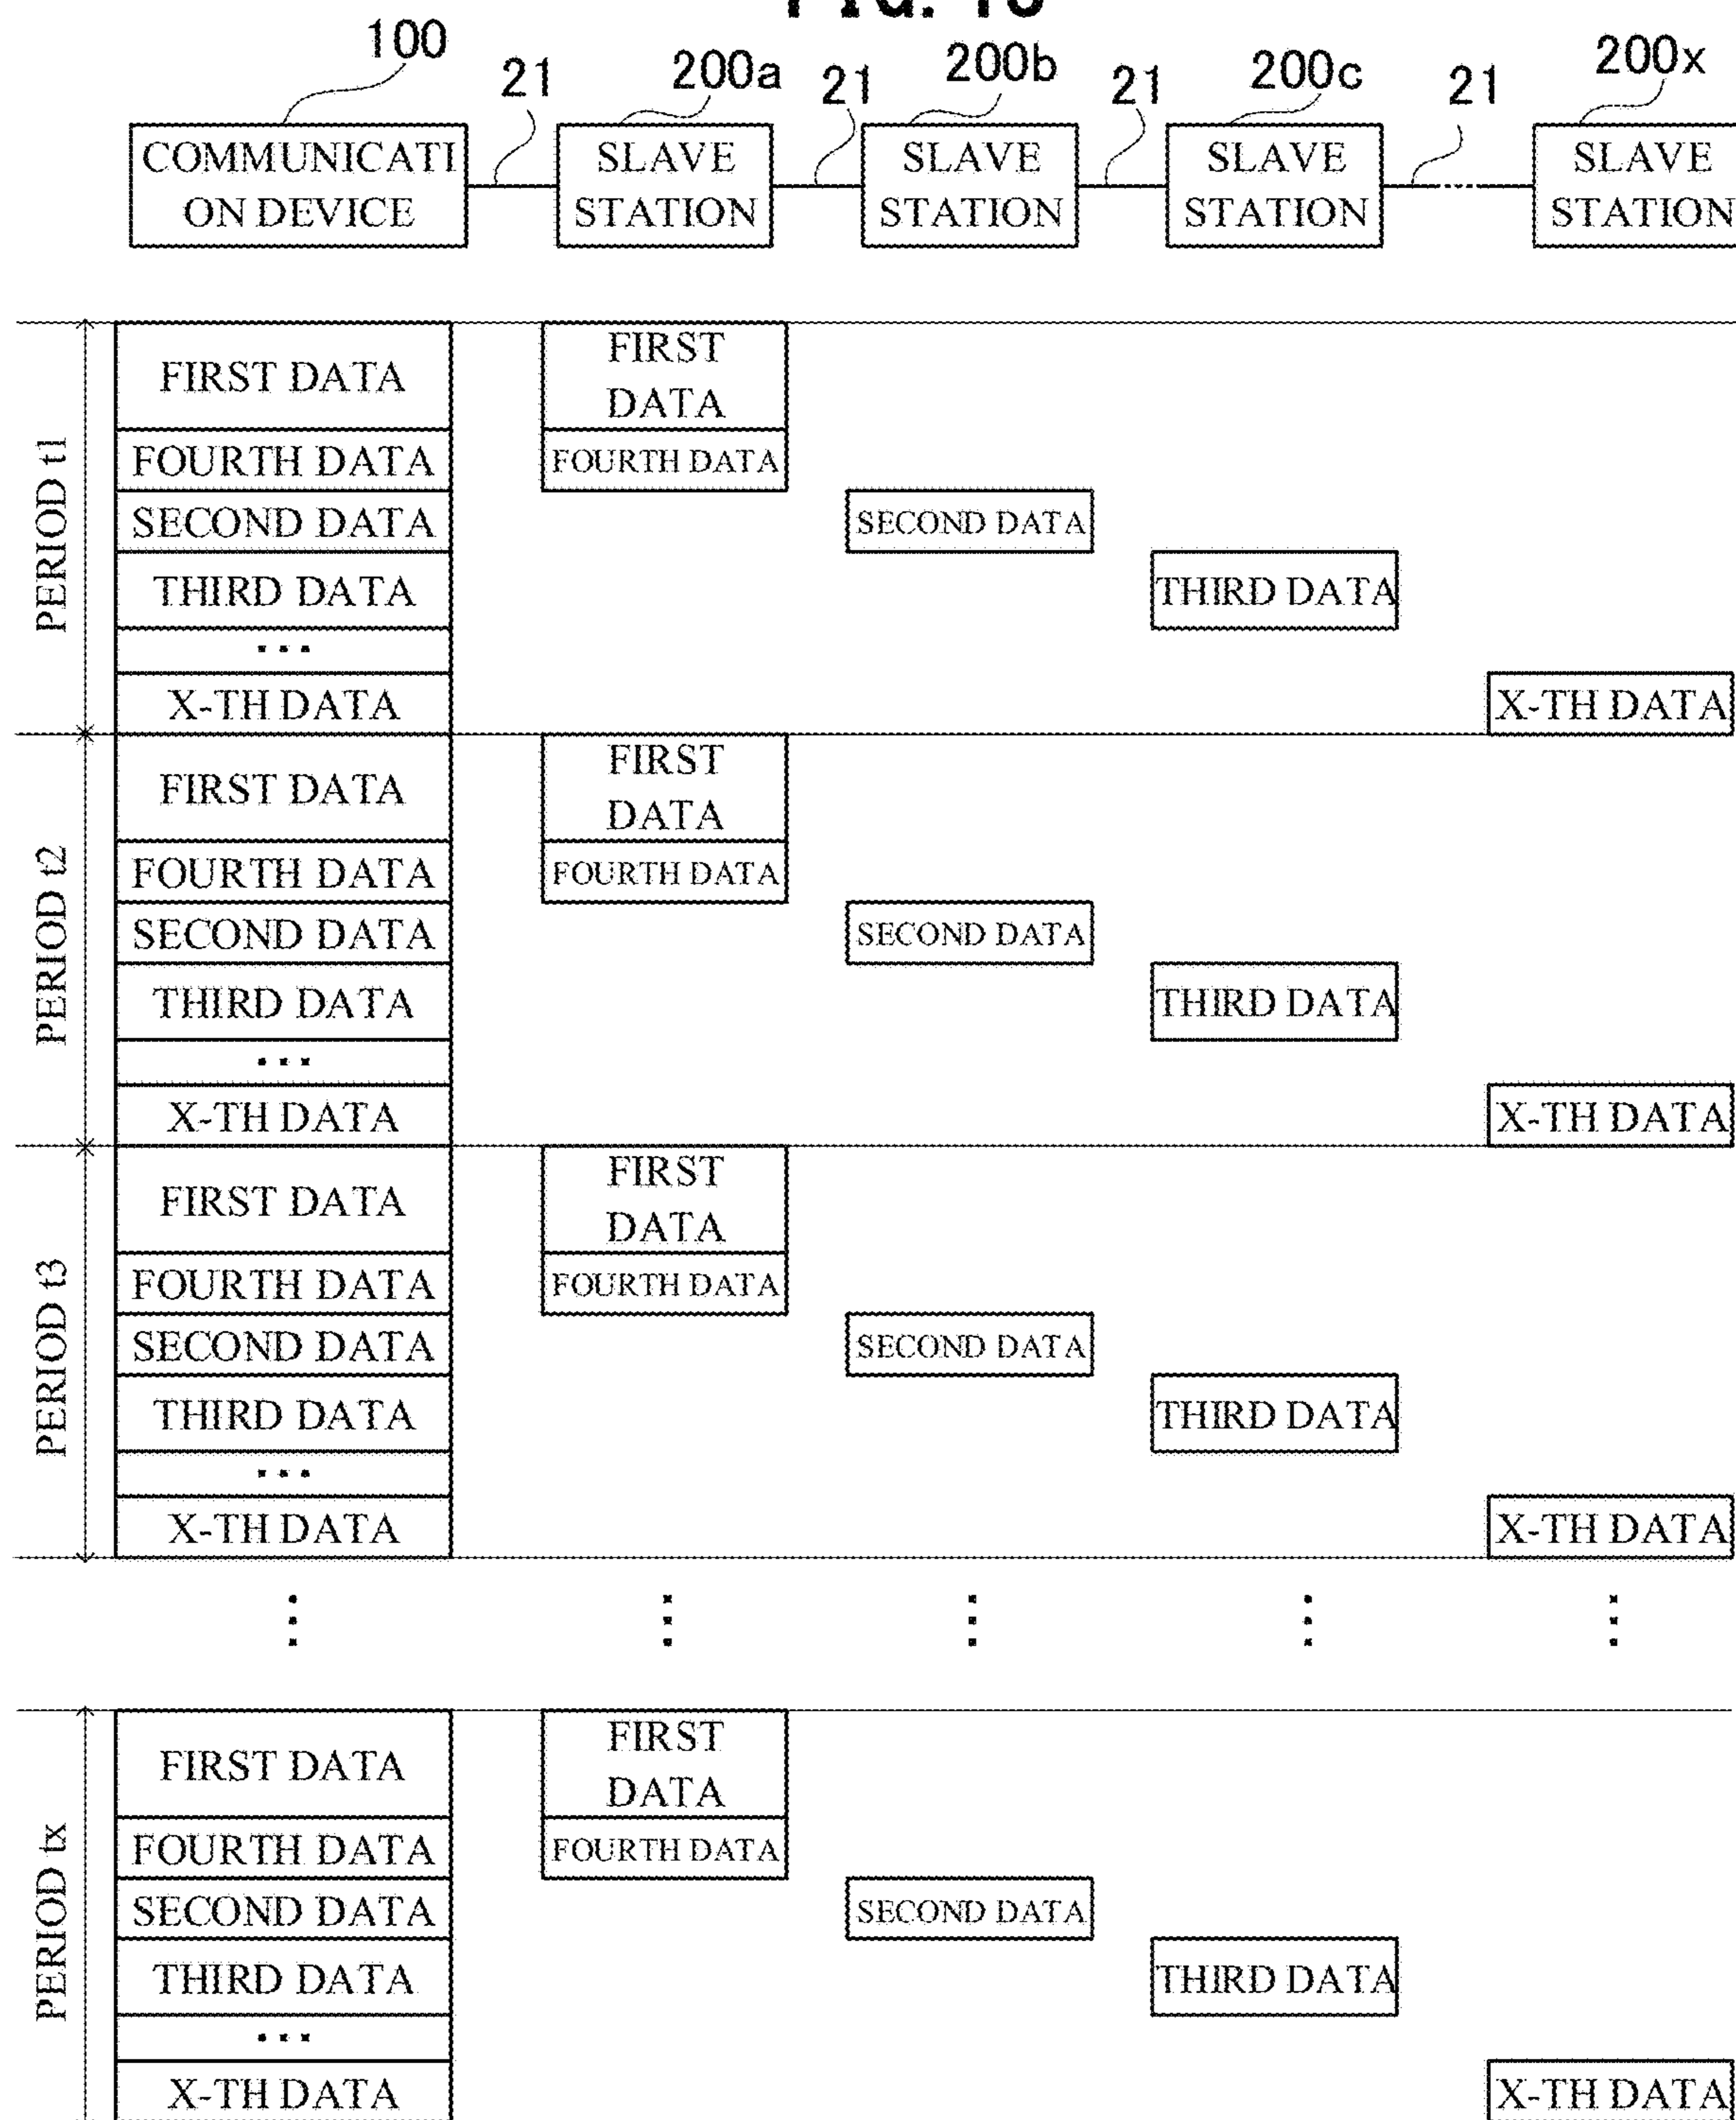 100
21
200a
21
200b
21
200c
21
200x
COMMUNICATI
ON DEVICE
SLAVE
STATION
SLAVE
STATION
SLAVE
STATION
SLAVE
STATION
PERIOD t1
FIRST DATA
FOURTH DATA
SECOND DATA
THIRD DATA
...
X-TH DATA
FIRST
DATA
FOURTH DATA
SECOND DATA
THIRD DATA
X-TH DATA
PERIOD t2
FIRST DATA
FOURTH DATA
SECOND DATA
THIRD DATA
...
X-TH DATA
FIRST
DATA
FOURTH DATA
SECOND DATA
THIRD DATA
X-TH DATA
PERIOD t3
FIRST DATA
FOURTH DATA
SECOND DATA
THIRD DATA
...
X-TH DATA
FIRST
DATA
FOURTH DATA
SECOND DATA
THIRD DATA
X-TH DATA
PERIOD tx
FIRST DATA
FOURTH DATA
SECOND DATA
THIRD DATA
...
X-TH DATA
FIRST
DATA
FOURTH DATA
SECOND DATA
THIRD DATA
X-TH DATA